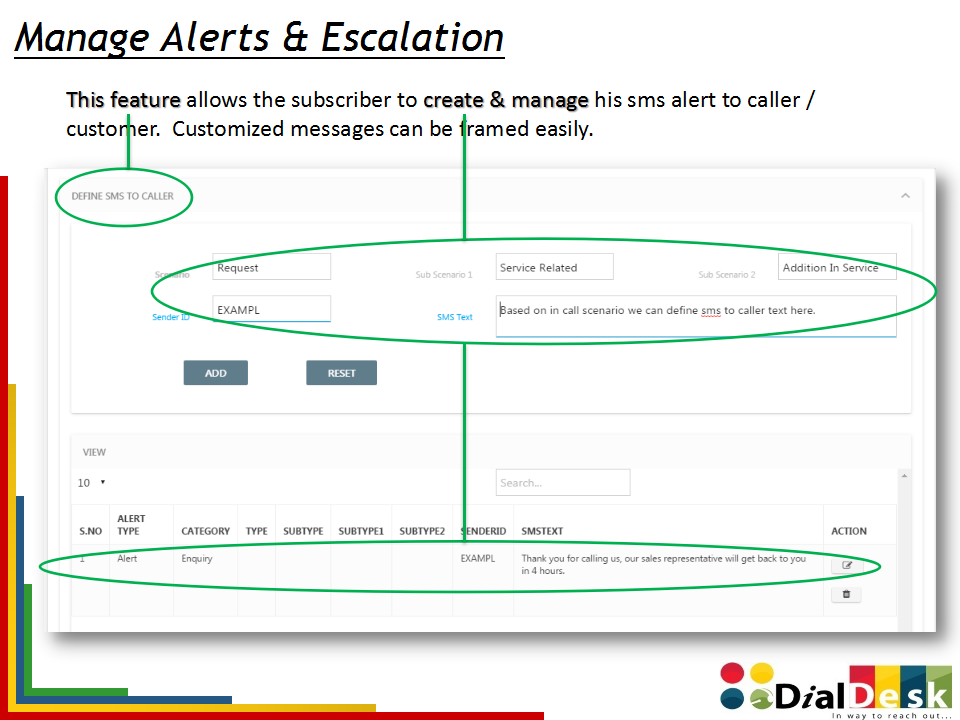 Manage Alerts & Escalation
This feature allows the subscriber to create & manage his sms alert to caller /
customer. Customized messages can be framed easily.
DEFINE SMS TO CALLER
Scenario Request Sub Scenario 1 Service Related Sub Scenario 2 Addition In Service
Sender ID EXAMPL SMS Text Based on in call scenario we can define sms to caller text here.
ADD RESET
VIEW
10 Search...
S.NO ALERT TYPE CATEGORY TYPE SUBTYPE SUBTYPE1 SUBTYPE2 SENDERID SMSTEXT ACTION
1 Alert Enquiry EXAMPL Thank you for calling us, our sales representative will get back to you
in 4 hours.
DialDesk
In way to reach out...